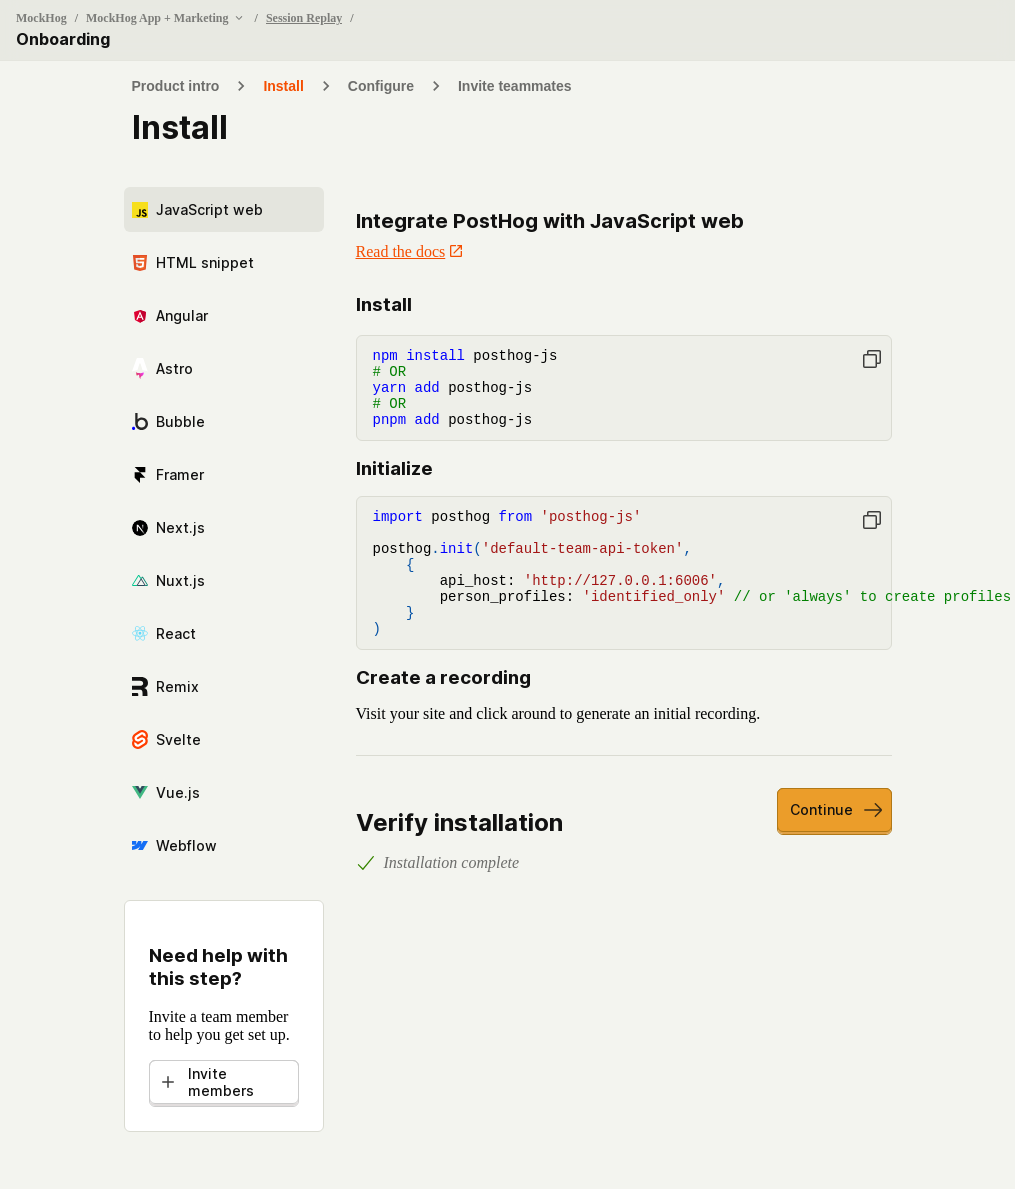 MockHog / MockHog App + Marketing / Session Replay /
Onboarding
Product intro > Install > Configure > Invite teammates
Install
JavaScript web
HTML snippet
Angular
Astro
Bubble
Framer
Next.js
Nuxt.js
React
Remix
Svelte
Vue.js
Webflow
Need help with
this step?
Invite a team member
to help you get set up.
Invite
members
Integrate PostHog with JavaScript web
Read the docs
Install
npm install posthog-js
# OR
yarn add posthog-js
# OR
pnpm add posthog-js
Initialize
import posthog from 'posthog-js'
posthog.init('default-team-api-token',
    {
        api_host: 'http://127.0.0.1:6006',
        person_profiles: 'identified_only' // or 'always' to create profiles
    }
)
Create a recording
Visit your site and click around to generate an initial recording.
Verify installation
Continue
Installation complete